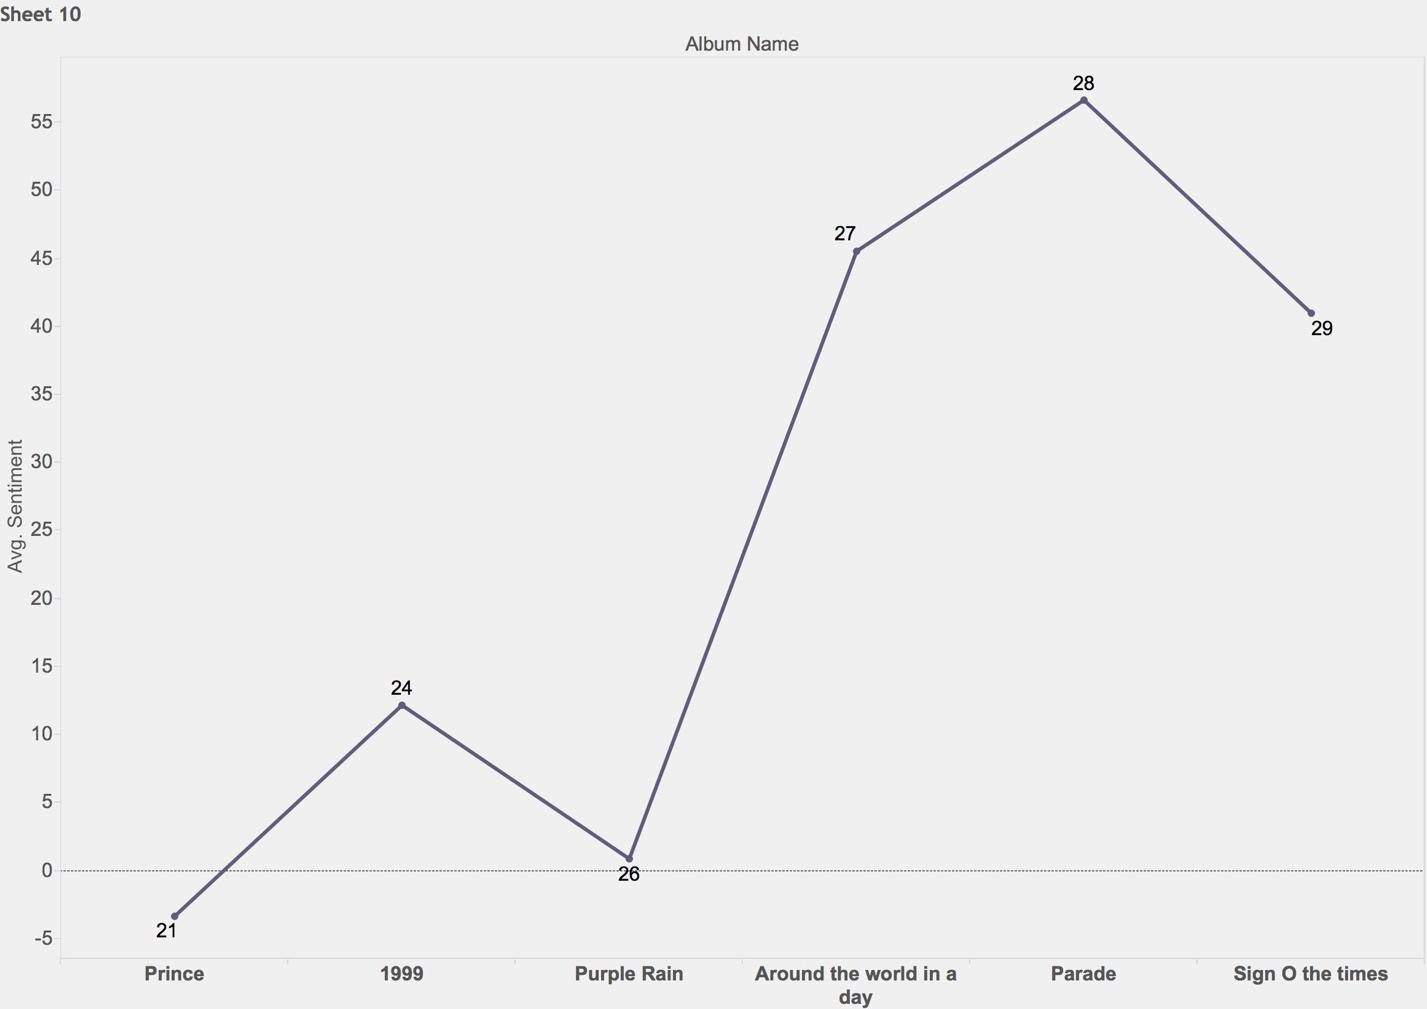 Sheet 10
Album Name
28
55
50
27
45
40
29
35
30
Avg. Sentiment
25
20
24
15
10
5
0
26
21
-5
Prince
1999
Purple Rain
Around the world in a
day
Parade
Sign O the times